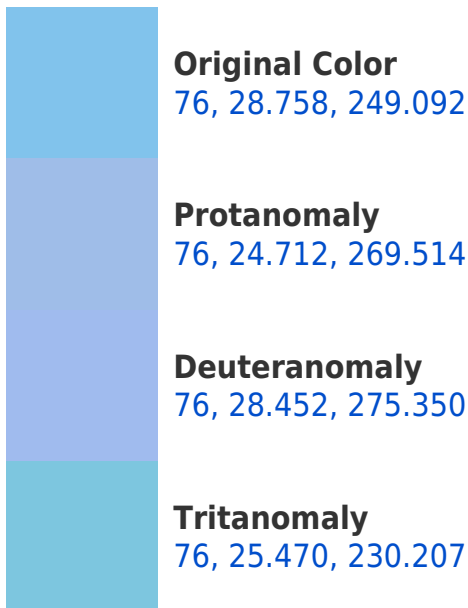 Original Color
76, 28.758, 249.092
Protanomaly
76, 24.712, 269.514
Deuteranomaly
76, 28.452, 275.350
Tritanomaly
76, 25.470, 230.207